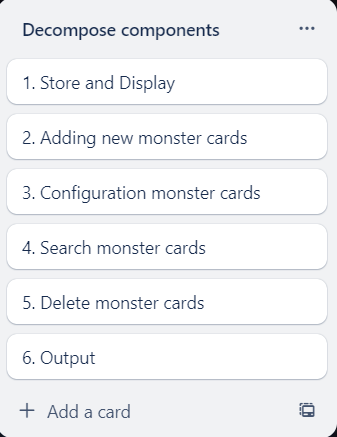 Decompose components
1. Store and Display
2. Adding new monster cards
3. Configuration monster cards
4. Search monster cards
5. Delete monster cards
6. Output
Add a card